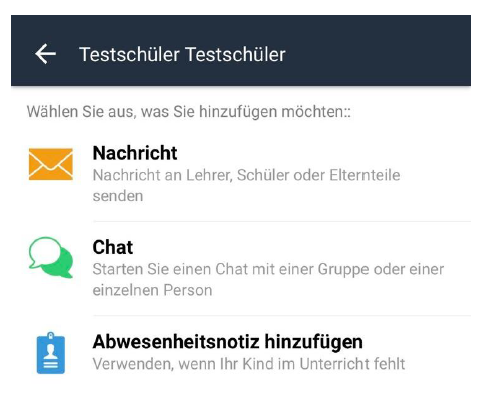 Testschüler Testschüler
Wählen Sie aus, was Sie hinzufügen möchten::
Nachricht
Nachricht an Lehrer, Schüler oder Elternteile
senden
Chat
Starten Sie einen Chat mit einer Gruppe oder einer
einzelnen Person
Abwesenheitsnotiz hinzufügen
Verwenden, wenn Ihr Kind im Unterricht fehlt